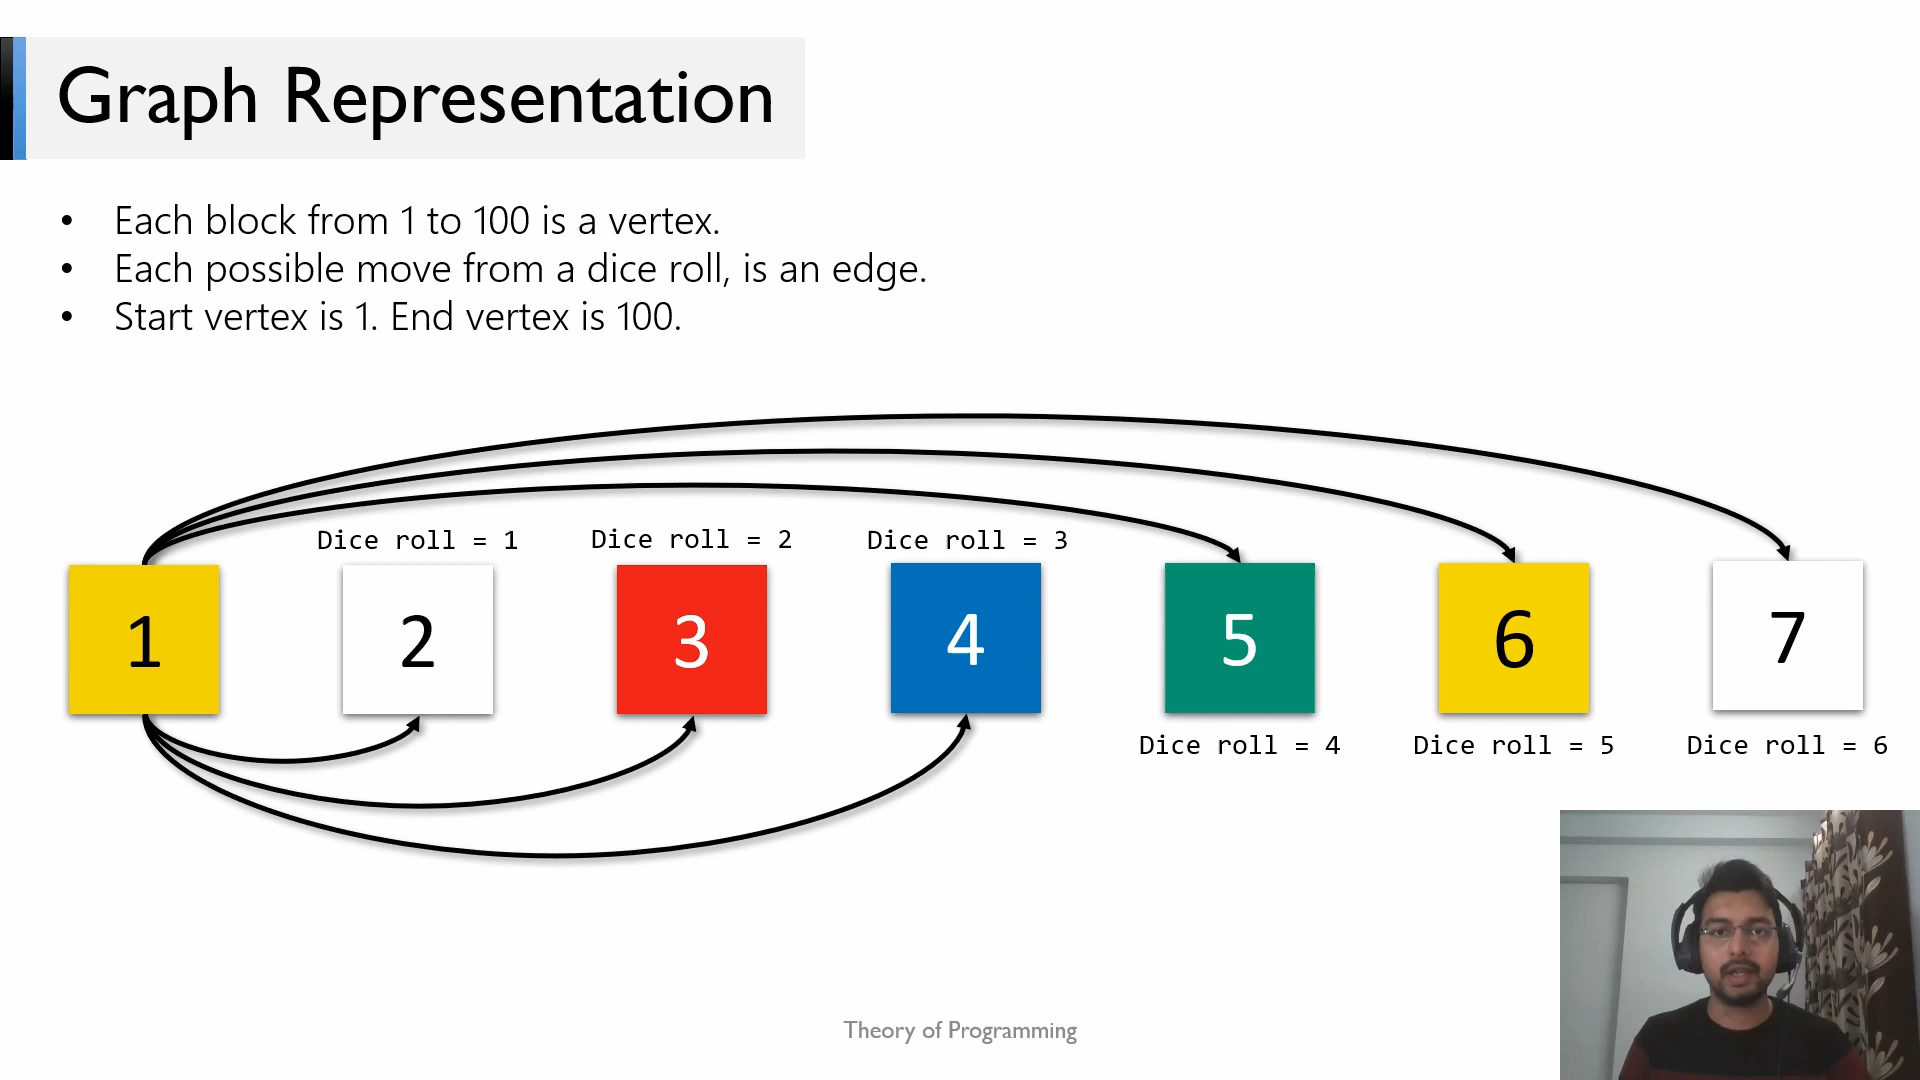 Graph Representation
• Each block from 1 to 100 is a vertex.
• Each possible move from a dice roll, is an edge.
• Start vertex is 1. End vertex is 100.
Dice roll = 1
Dice roll = 2
Dice roll = 3
1
2
3
4
5
6
7
Dice roll = 4
Dice roll = 5
Dice roll = 6
Theory of Programming